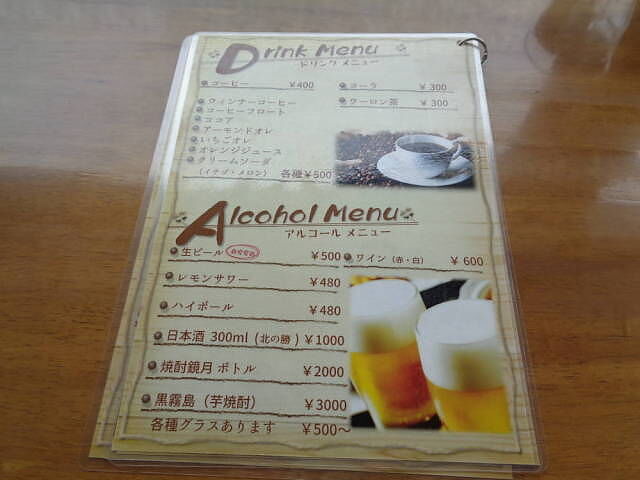 Drink Menu
ドリンク メニュー
コーヒー ￥400
コーラ ￥ 300
ウーロン茶 ￥ 300
ウィンナーコーヒー
コーヒーフロート
ココア
アーモンドオレ
いちごオレ
オレンジジュース
クリームソーダ
（イチゴ・メロン） 各種￥500
Alcohol Menu
アルコール メニュー
生ビール おすすめ ￥500
ワイン（赤・白） ￥ 600
レモンサワー ￥480
ハイボール ￥480
日本酒 300ml (北の勝) ￥1000
焼酎鏡月 ボトル ￥2000
黒霧島（芋焼酎） ￥3000
各種グラスあります ￥500～